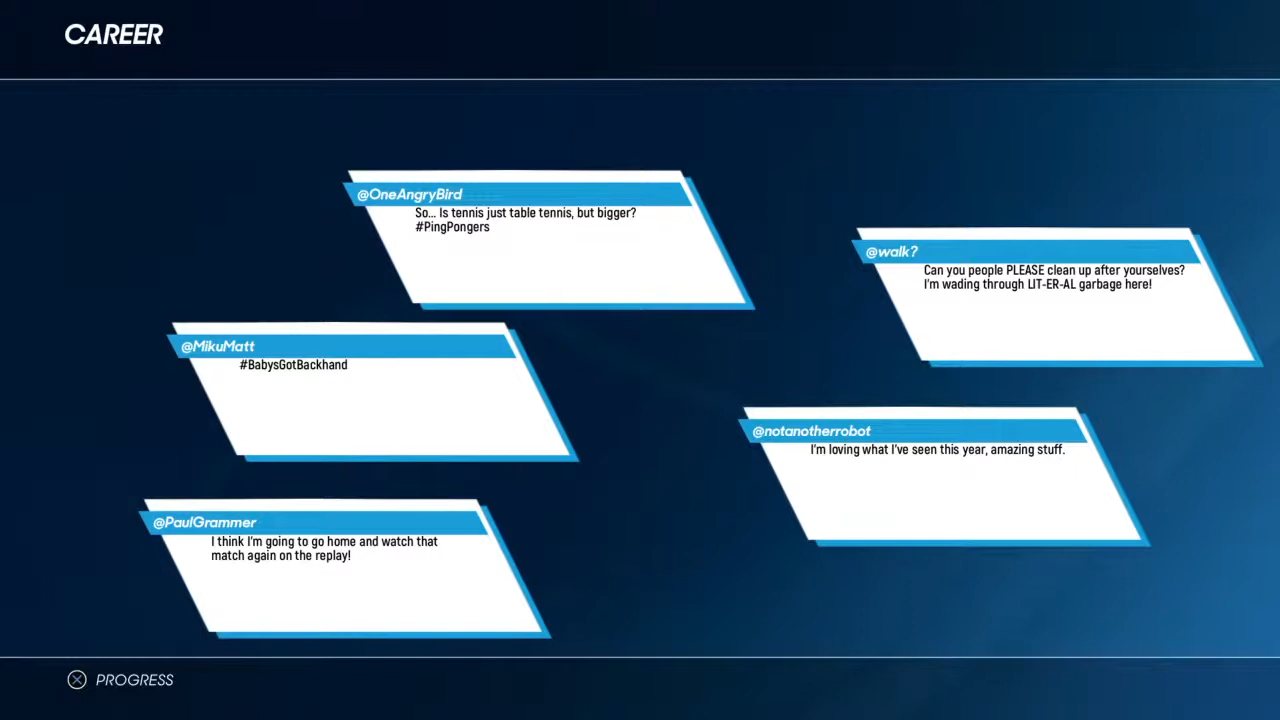 CAREER
@OneAngryBird
So... Is tennis just table tennis, but bigger?
#PingPongers
@walk?
Can you people PLEASE clean up after yourselves?
I'm wading through LIT-ER-AL garbage here!
@MikuMatt
#BabysGotBackhand
@notanotherrobot
I'm loving what I've seen this year, amazing stuff.
@PaulGrammer
I think I'm going to go home and watch that
match again on the replay!
PROGRESS